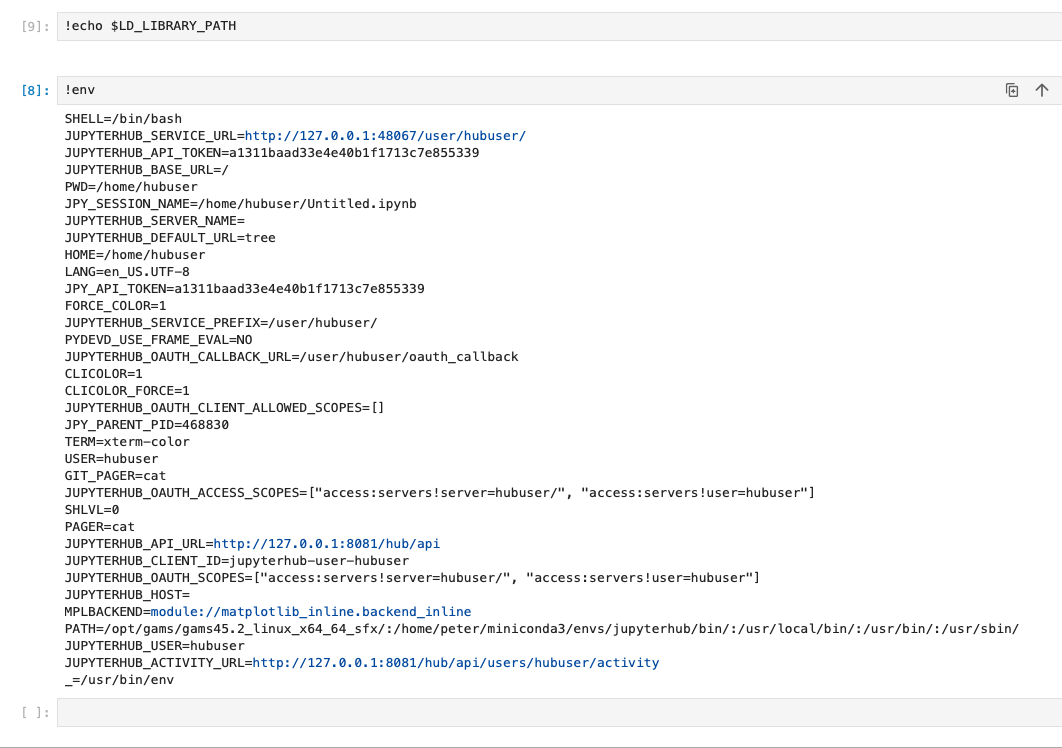 [9]: !echo $LD_LIBRARY_PATH
[8]: !env
SHELL=/bin/bash
JUPYTERHUB_SERVICE_URL=http://127.0.0.1:48067/user/hubuser/
JUPYTERHUB_API_TOKEN=a1311baad33e4e40b1f1713c7e855339
JUPYTERHUB_BASE_URL=/
PWD=/home/hubuser
JPY_SESSION_NAME=/home/hubuser/Untitled.ipynb
JUPYTERHUB_SERVER_NAME=
JUPYTERHUB_DEFAULT_URL=tree
HOME=/home/hubuser
LANG=en_US.UTF-8
JPY_API_TOKEN=a1311baad33e4e40b1f1713c7e855339
FORCE_COLOR=1
JUPYTERHUB_SERVICE_PREFIX=/user/hubuser/
PYDEVD_USE_FRAME_EVAL=NO
JUPYTERHUB_OAUTH_CALLBACK_URL=/user/hubuser/oauth_callback
CLICOLOR=1
CLICOLOR_FORCE=1
JUPYTERHUB_OAUTH_CLIENT_ALLOWED_SCOPES=[]
JPY_PARENT_PID=468830
TERM=xterm-color
USER=hubuser
GIT_PAGER=cat
JUPYTERHUB_OAUTH_ACCESS_SCOPES=["access:servers!server=hubuser/", "access:servers!user=hubuser"]
SHLVL=0
PAGER=cat
JUPYTERHUB_API_URL=http://127.0.0.1:8081/hub/api
JUPYTERHUB_CLIENT_ID=jupyterhub-user-hubuser
JUPYTERHUB_OAUTH_SCOPES=["access:servers!server=hubuser/", "access:servers!user=hubuser"]
JUPYTERHUB_HOST=
MPLBACKEND=module://matplotlib_inline.backend_inline
PATH=/opt/gams/gams45.2_linux_x64_64_sfx/:/home/peter/miniconda3/envs/jupyterhub/bin/:/usr/local/bin/:/usr/bin/:/usr/sbin/
JUPYTERHUB_USER=hubuser
JUPYTERHUB_ACTIVITY_URL=http://127.0.0.1:8081/hub/api/users/hubuser/activity
_=/usr/bin/env
[ ]: